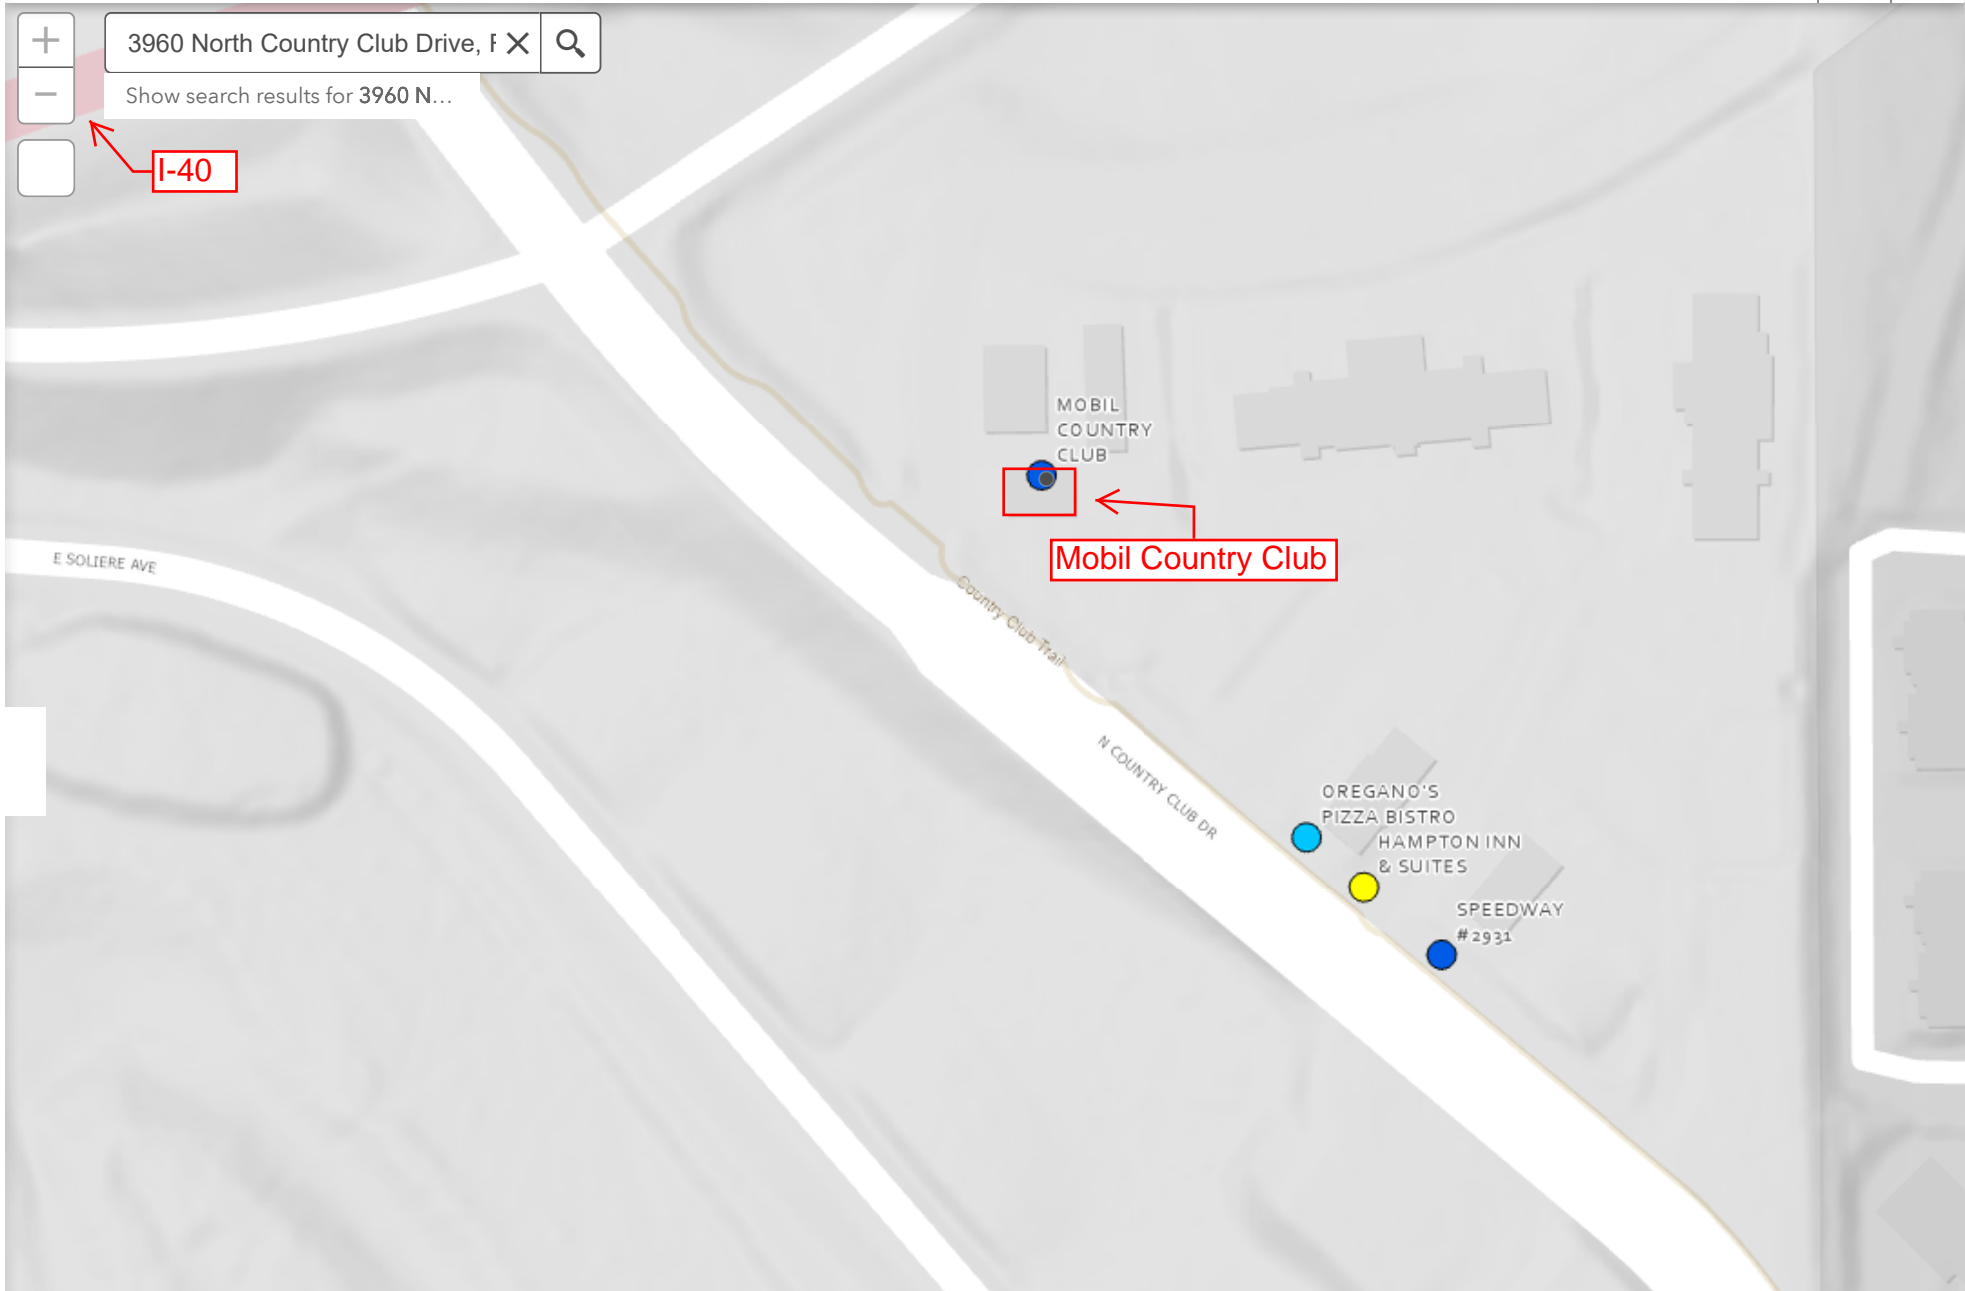 +
3960 North Country Club Drive, F
−
Show search results for 3960 N...
I-40
MOBIL
COUNTRY
CLUB
Mobil Country Club
E SOLIERE AVE
Country Club Trail
N COUNTRY CLUB DR
OREGANO'S
PIZZA BISTRO
HAMPTON INN
& SUITES
SPEEDWAY
#2931